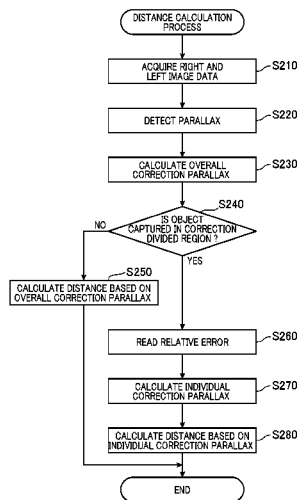 DISTANCE CALCULATION
PROCESS
S210
ACQUIRE RIGHT AND
LEFT IMAGE DATA
S220
DETECT PARALLAX
S230
CALCULATE OVERALL
CORRECTION PARALLAX
S240
IS OBJECT
CAPTURED IN CORRECTION
DIVIDED REGION ?
NO
YES
S250
CALCULATE DISTANCE BASED ON
OVERALL CORRECTION PARALLAX
S260
READ RELATIVE ERROR
S270
CALCULATE INDIVIDUAL
CORRECTION PARALLAX
S280
CALCULATE DISTANCE BASED ON
INDIVIDUAL CORRECTION PARALLAX
END